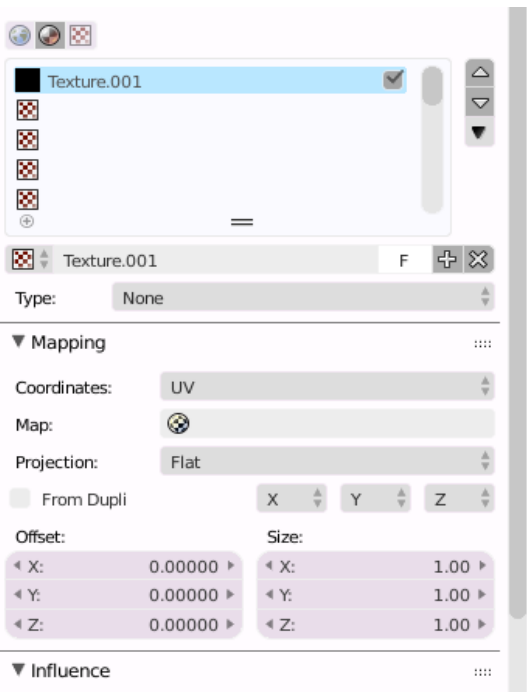 Texture.001
Texture.001 F
Type: None
Mapping
Coordinates: UV
Map:
Projection: Flat
From Dupli X Y Z
Offset: Size:
X: 0.00000 X: 1.00
Y: 0.00000 Y: 1.00
Z: 0.00000 Z: 1.00
Influence